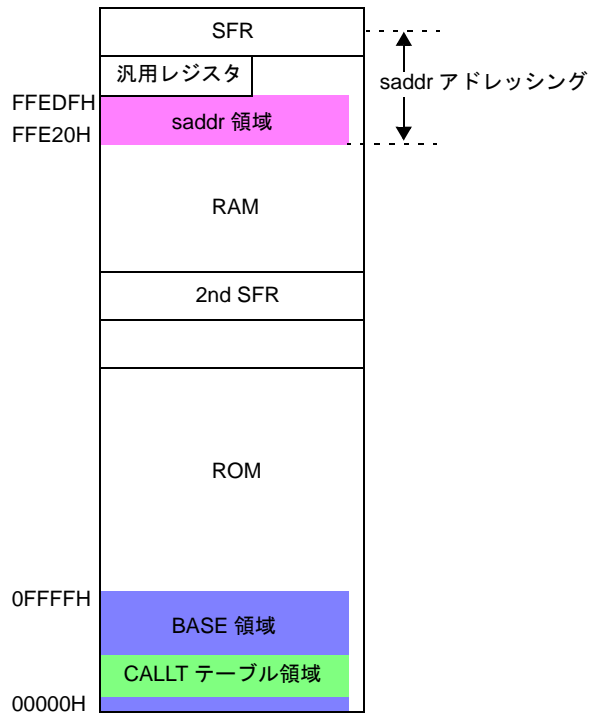 SFR
汎用レジスタ
saddr アドレッシング
FFEDFH
saddr 領域
FFE20H
RAM
2nd SFR
ROM
0FFFFH
BASE 領域
CALLT テーブル領域
00000H